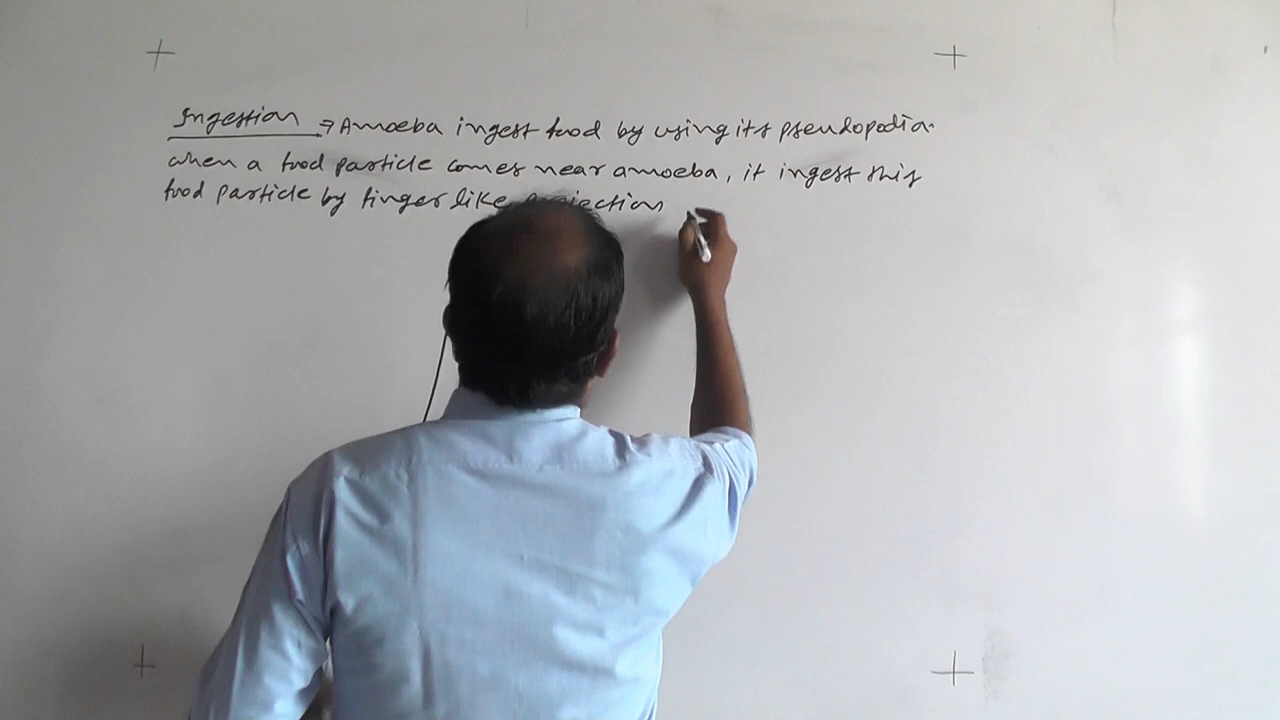 Ingestion ⇒ Amoeba ingest food by using its pseudopodia.
when a food particle comes near amoeba, it ingest this
food particle by finger like projection